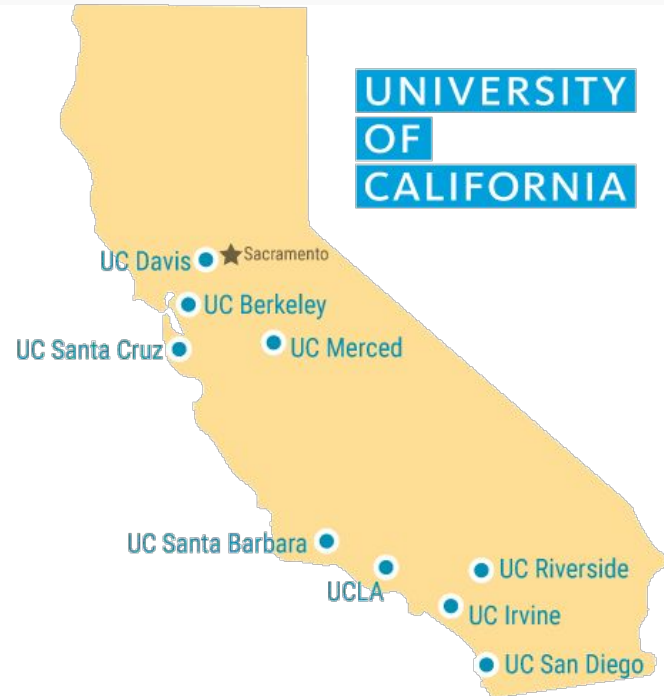 UNIVERSITY
OF
CALIFORNIA
UC Davis
Sacramento
UC Berkeley
UC Santa Cruz
UC Merced
UC Santa Barbara
UCLA
UC Riverside
UC Irvine
UC San Diego